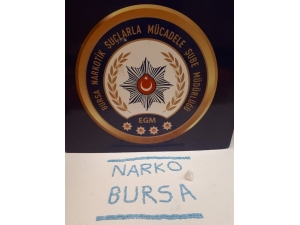 BURSA NARKOTİK SUÇLARLA MÜCADELE ŞUBE MÜDÜRLÜĞÜ
EGM
NARKO
BURSA